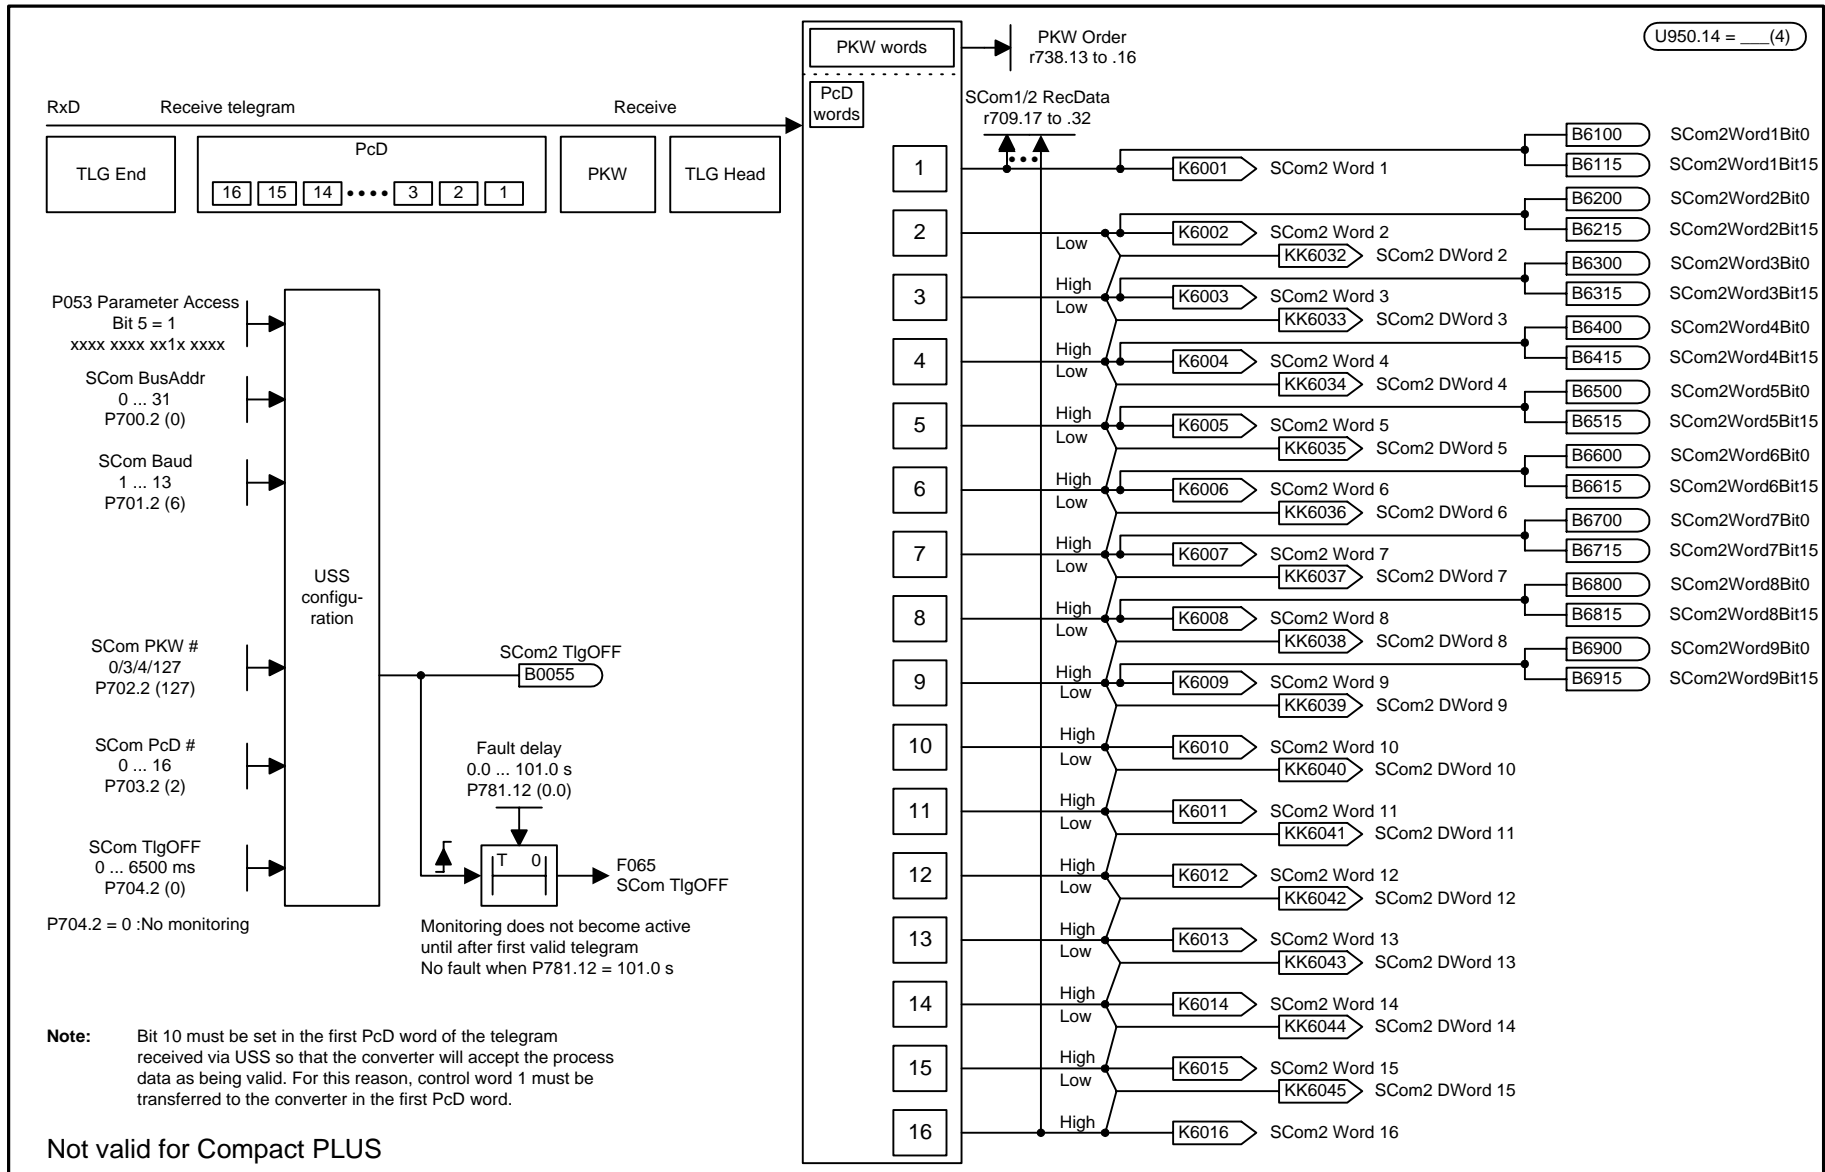 U950.14 = ___(4)
PKW words
PKW Order
r738.13 to .16
PcD
words
SCom1/2 RecData
r709.17 to .32
RxD Receive telegram Receive
TLG End
PcD
16 15 14 •••• 3 2 1
PKW
TLG Head
P053 Parameter Access
Bit 5 = 1
xxxx xxxx xx1x xxxx
SCom BusAddr
0 ... 31
P700.2 (0)
SCom Baud
1 ... 13
P701.2 (6)
SCom PKW #
0/3/4/127
P702.2 (127)
SCom PcD #
0 ... 16
P703.2 (2)
SCom TlgOFF
0 ... 6500 ms
P704.2 (0)
P704.2 = 0 :No monitoring
USS
configu-
ration
SCom2 TlgOFF
B0055
Fault delay
0.0 ... 101.0 s
P781.12 (0.0)
T 0
F065
SCom TlgOFF
Monitoring does not become active
until after first valid telegram
No fault when P781.12 = 101.0 s
Note: Bit 10 must be set in the first PcD word of the telegram
received via USS so that the converter will accept the process
data as being valid. For this reason, control word 1 must be
transferred to the converter in the first PcD word.
Not valid for Compact PLUS
1 K6001 SCom2 Word 1
B6100 SCom2Word1Bit0
B6115 SCom2Word1Bit15
2 K6002 SCom2 Word 2
B6200 SCom2Word2Bit0
B6215 SCom2Word2Bit15
Low
KK6032 SCom2 DWord 2
3 High K6003 SCom2 Word 3
B6300 SCom2Word3Bit0
B6315 SCom2Word3Bit15
Low
KK6033 SCom2 DWord 3
4 High K6004 SCom2 Word 4
B6400 SCom2Word4Bit0
B6415 SCom2Word4Bit15
Low
KK6034 SCom2 DWord 4
5 High K6005 SCom2 Word 5
B6500 SCom2Word5Bit0
B6515 SCom2Word5Bit15
Low
KK6035 SCom2 DWord 5
6 High K6006 SCom2 Word 6
B6600 SCom2Word6Bit0
B6615 SCom2Word6Bit15
Low
KK6036 SCom2 DWord 6
7 High K6007 SCom2 Word 7
B6700 SCom2Word7Bit0
B6715 SCom2Word7Bit15
Low
KK6037 SCom2 DWord 7
8 High K6008 SCom2 Word 8
B6800 SCom2Word8Bit0
B6815 SCom2Word8Bit15
Low
KK6038 SCom2 DWord 8
9 High K6009 SCom2 Word 9
B6900 SCom2Word9Bit0
B6915 SCom2Word9Bit15
Low
KK6039 SCom2 DWord 9
10 High K6010 SCom2 Word 10
Low
KK6040 SCom2 DWord 10
11 High K6011 SCom2 Word 11
Low
KK6041 SCom2 DWord 11
12 High K6012 SCom2 Word 12
Low
KK6042 SCom2 DWord 12
13 High K6013 SCom2 Word 13
Low
KK6043 SCom2 DWord 13
14 High K6014 SCom2 Word 14
Low
KK6044 SCom2 DWord 14
15 High K6015 SCom2 Word 15
Low
KK6045 SCom2 DWord 15
16 High K6016 SCom2 Word 16